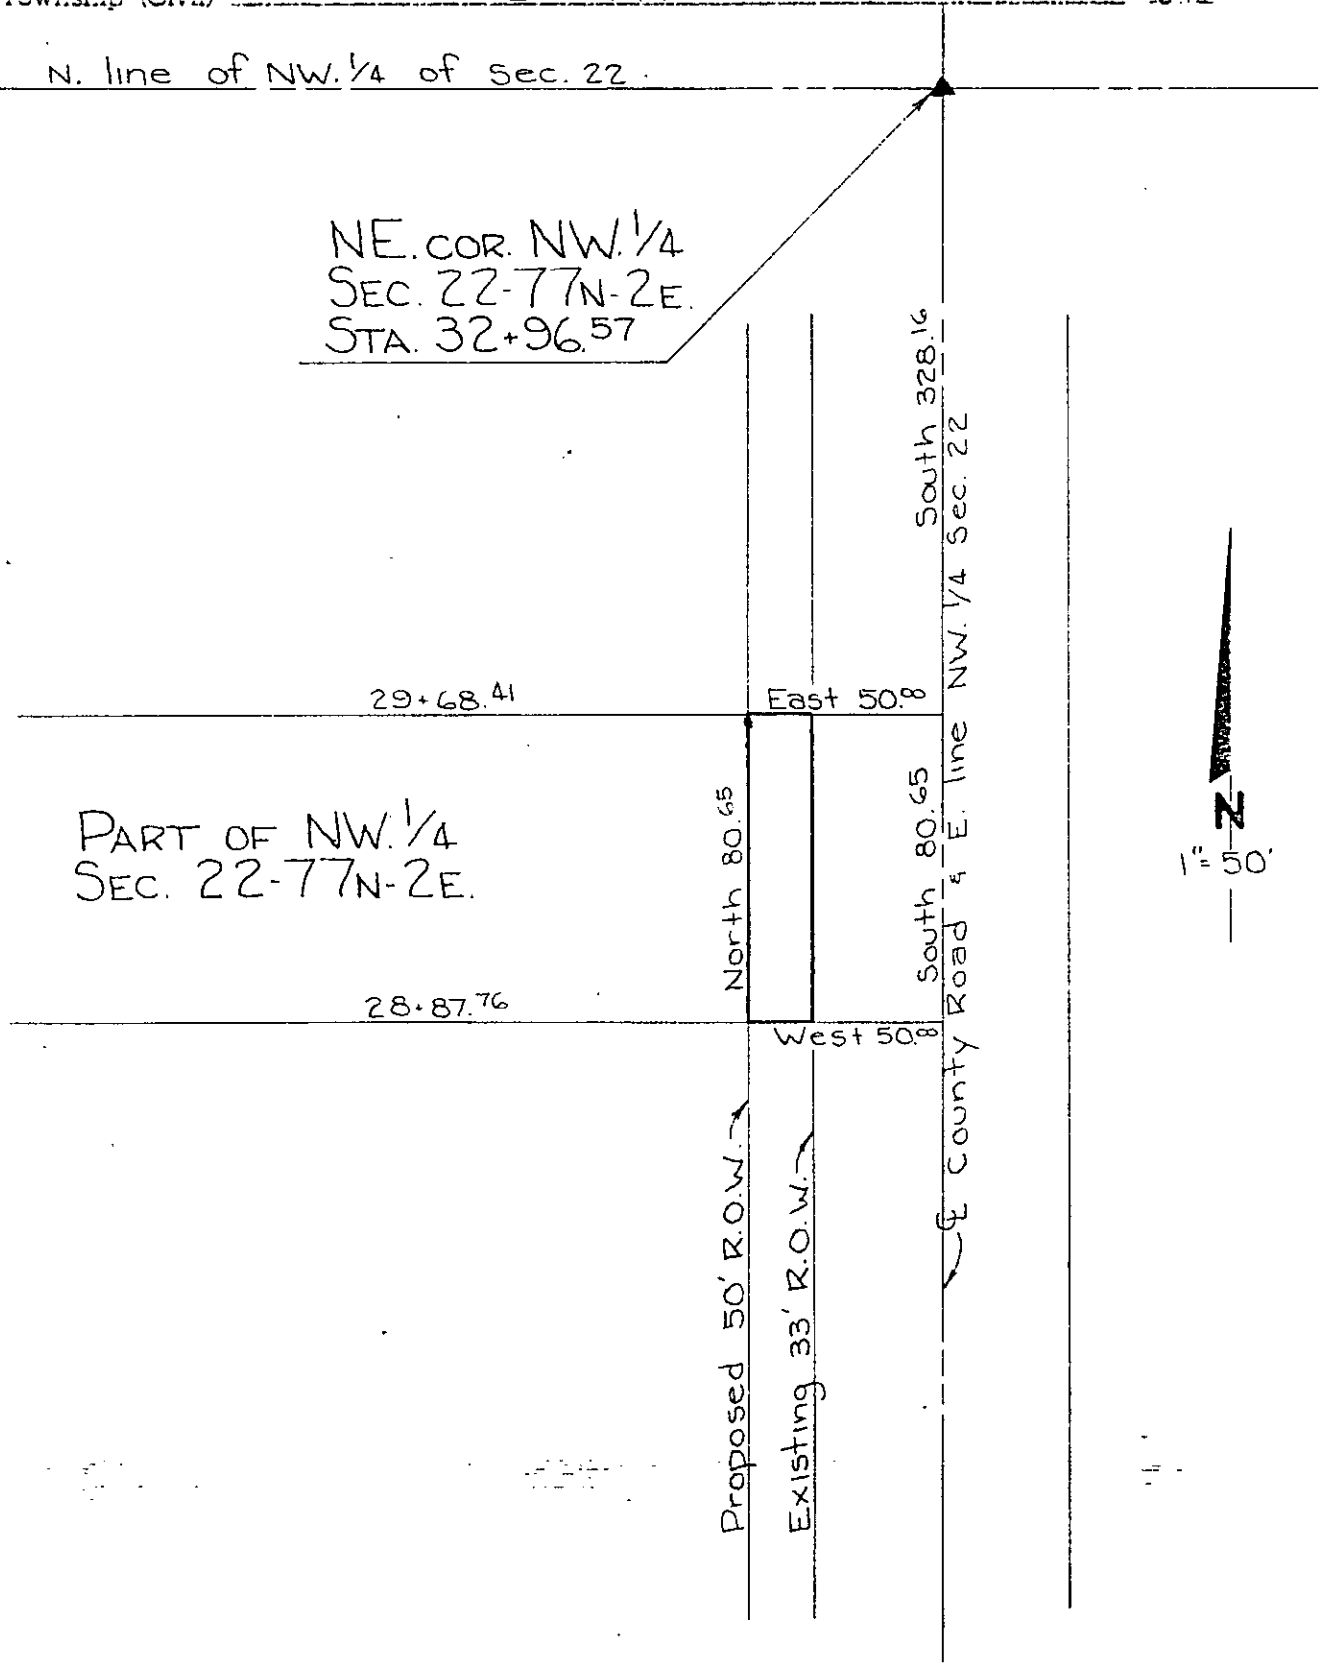 Township (Civil)
N. line of NW. 1/4 of Sec. 22.
NE. COR. NW. 1/4
SEC. 22-77N-2E.
STA. 32+96.57
South 328.16
29+68.41
East 50.00
PART OF NW. 1/4
SEC. 22-77N-2E.
North 80.65
South 80.65
℄ County Road & E. line NW. 1/4 Sec. 22
N
1"=50'
28+87.76
West 50.00
Proposed 50' R.O.W.
Existing 33' R.O.W.